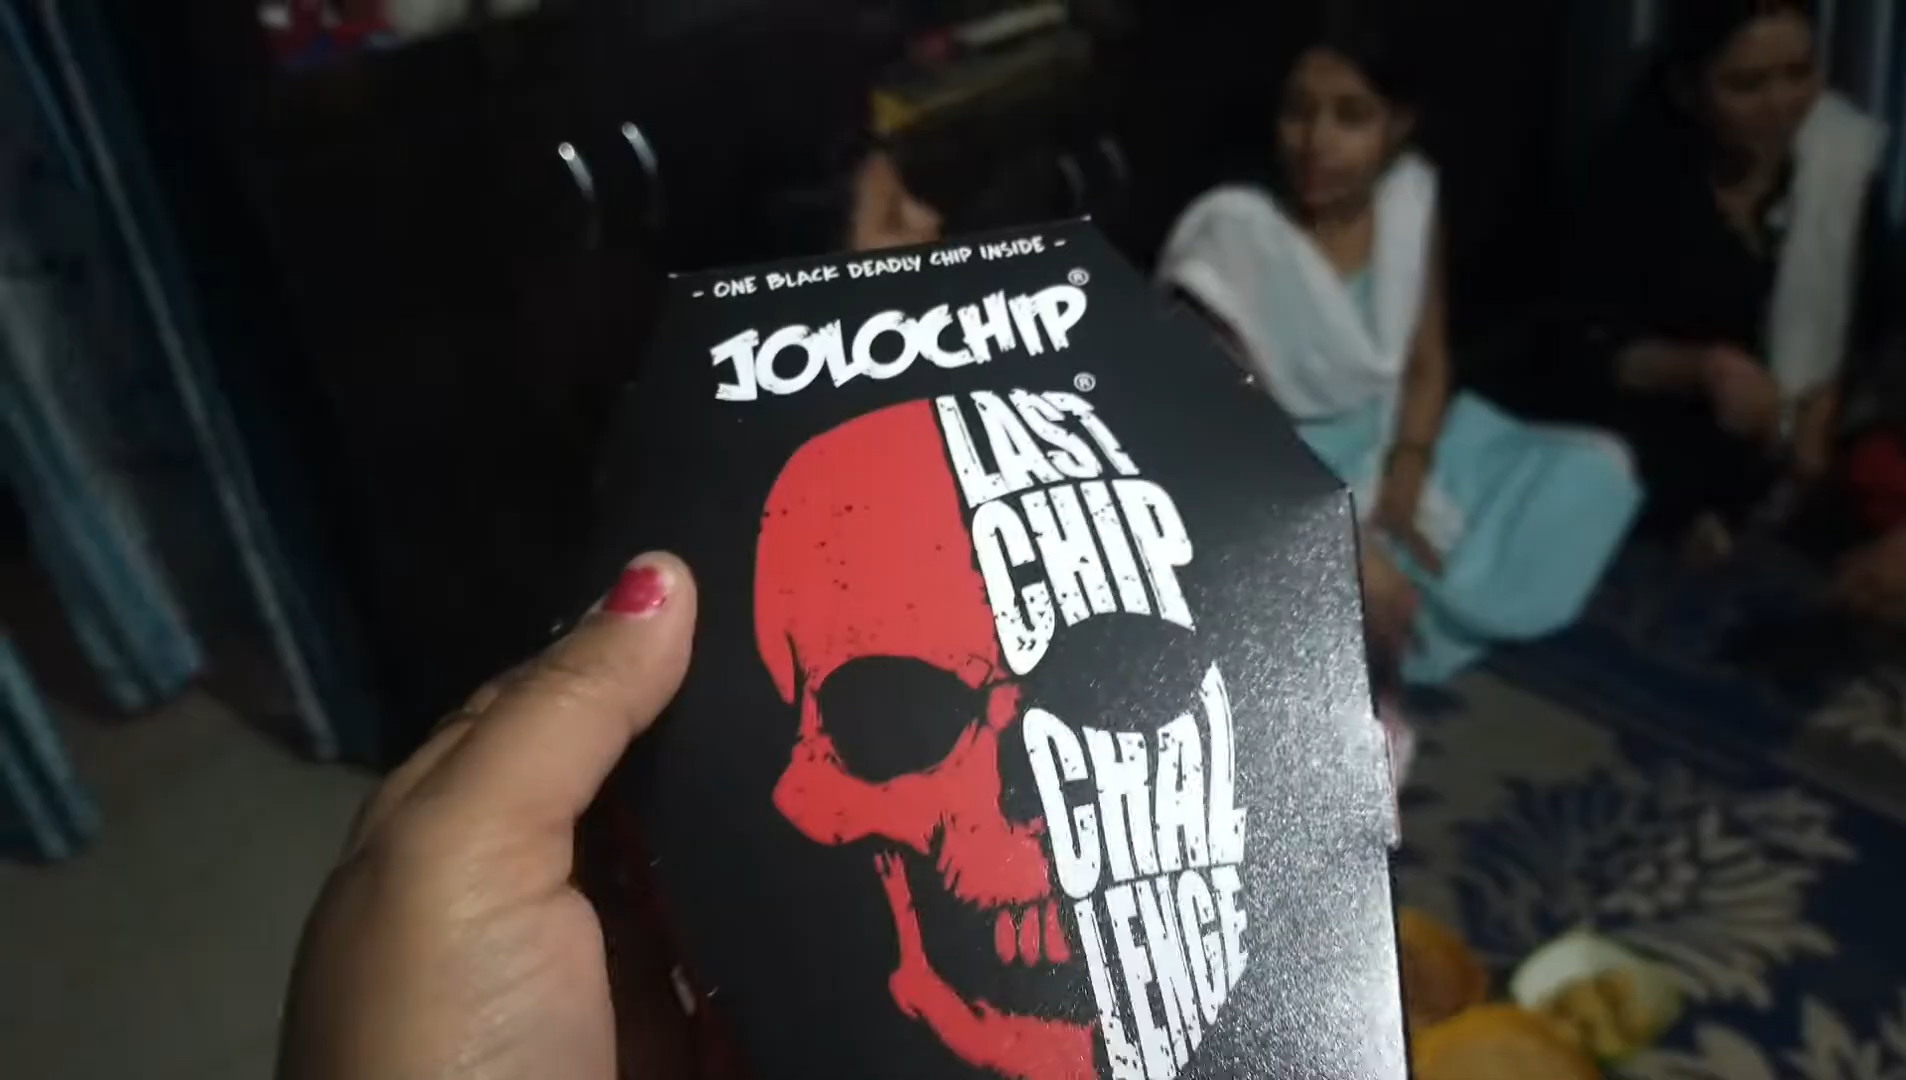 - ONE BLACK DEADLY CHIP INSIDE -
JOLOCHIP®
LAST®
CHIP
CHAL
LENGE